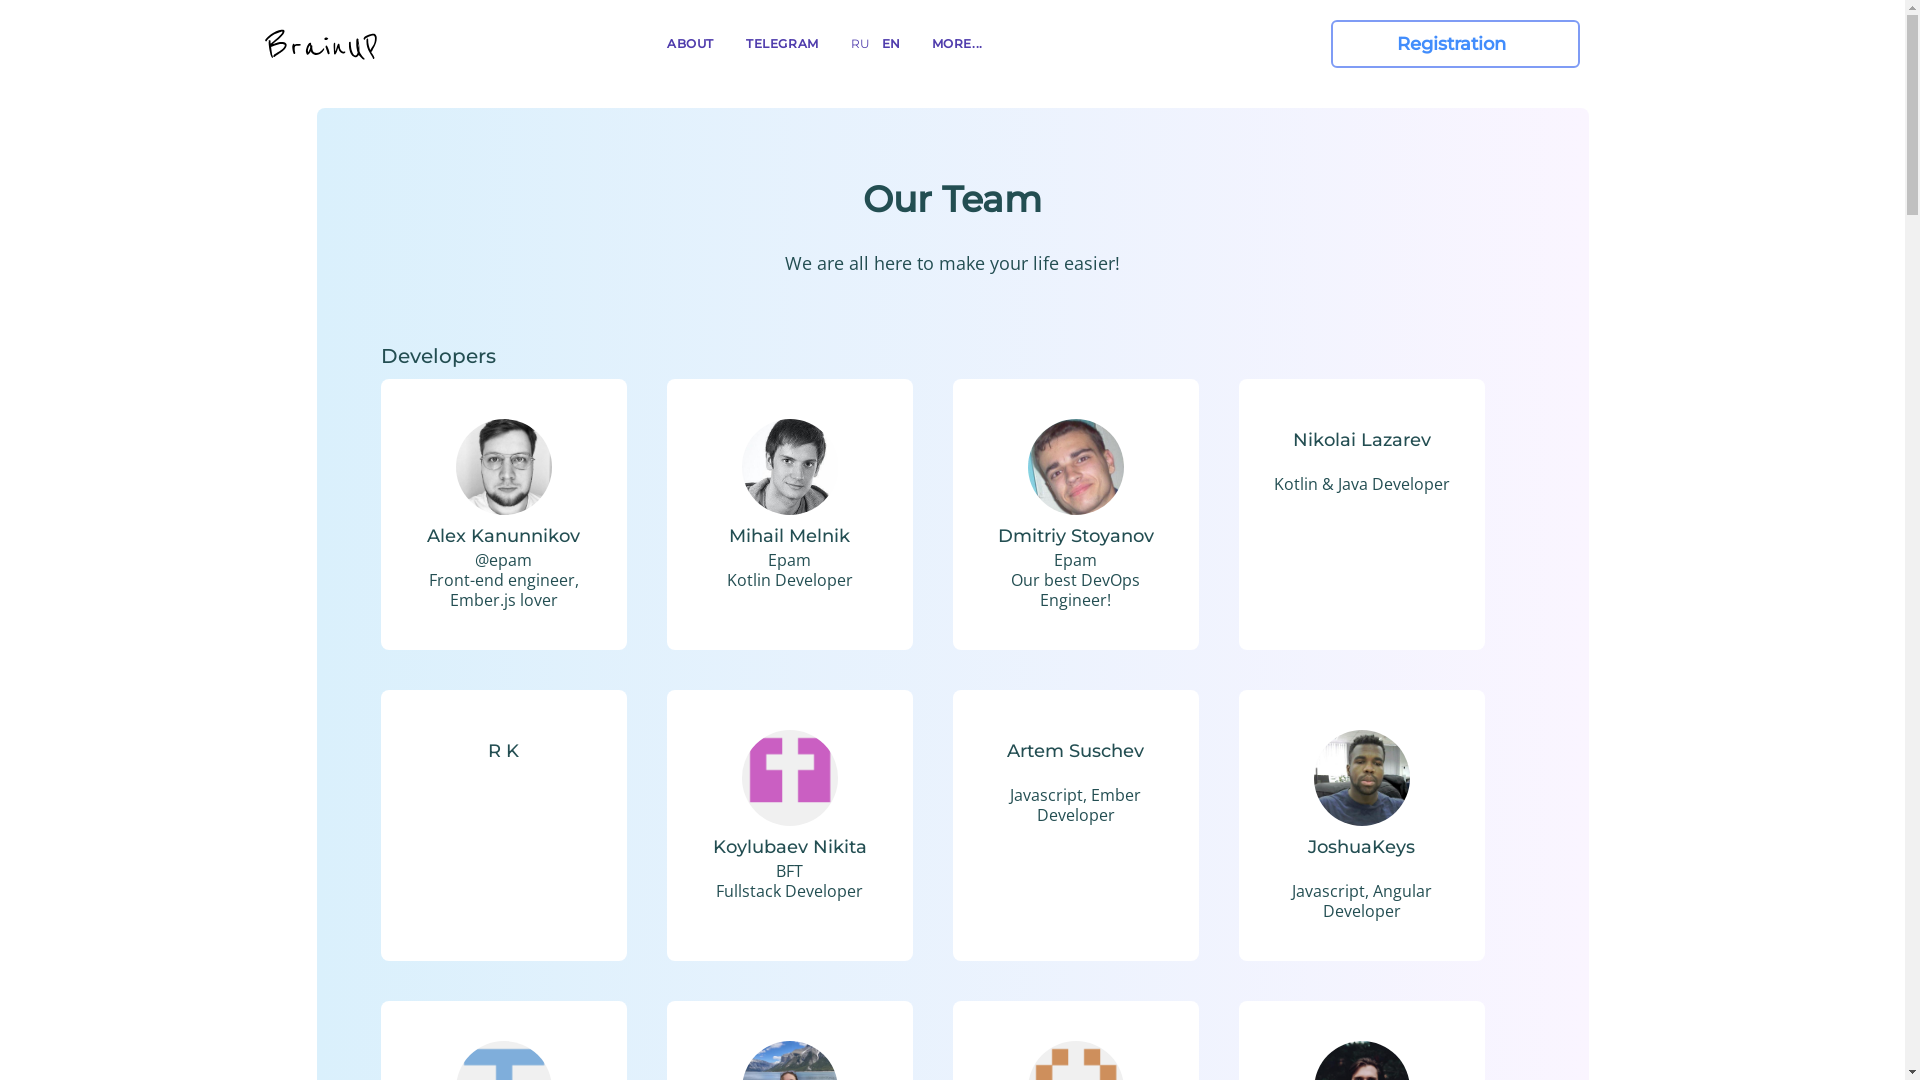 BrainUP
ABOUT
TELEGRAM
RU
EN
MORE...
Registration
Our Team
We are all here to make your life easier!
Developers
Alex Kanunnikov
@epam
Front-end engineer,
Ember.js lover
Mihail Melnik
Epam
Kotlin Developer
Dmitriy Stoyanov
Epam
Our best DevOps
Engineer!
Nikolai Lazarev
Kotlin & Java Developer
R K
Koylubaev Nikita
BFT
Fullstack Developer
Artem Suschev
Javascript, Ember
Developer
JoshuaKeys
Javascript, Angular
Developer